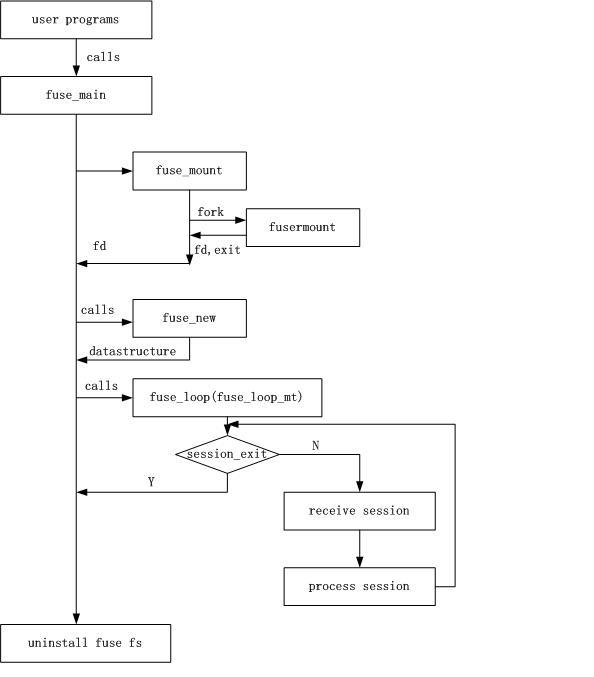 user programs
calls
fuse_main
fuse_mount
fork
fusermount
fd
fd,exit
calls
fuse_new
datastructure
calls
fuse_loop(fuse_loop_mt)
session_exit
N
Y
receive session
process session
uninstall fuse fs